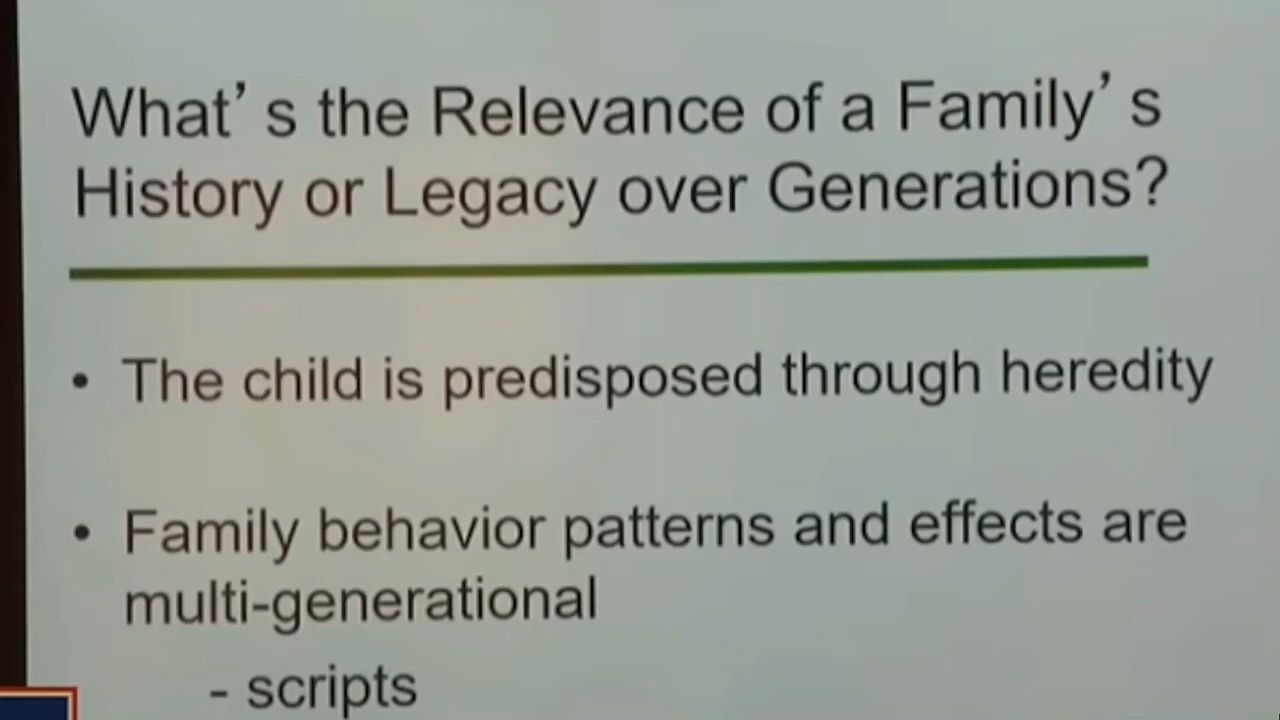 What's the Relevance of a Family's
History or Legacy over Generations?
• The child is predisposed through heredity
• Family behavior patterns and effects are
multi-generational
- scripts